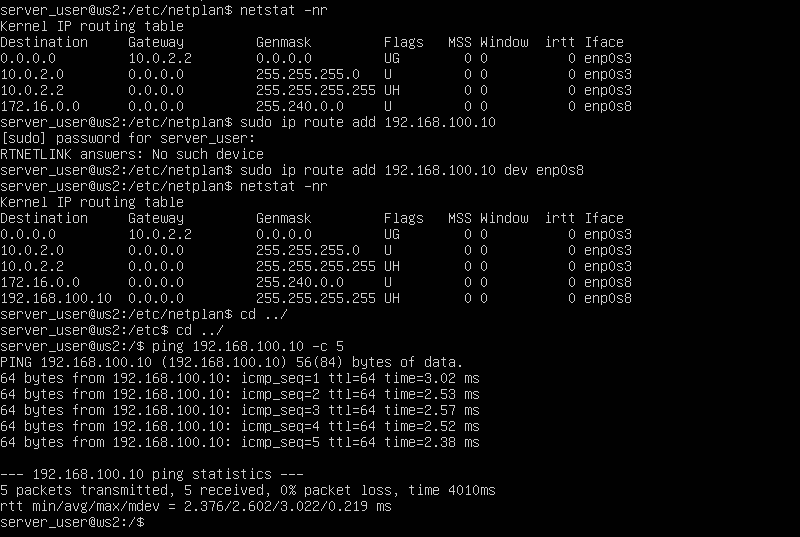 server_user@ws2:/etc/netplan$ netstat -nr
Kernel IP routing table
Destination     Gateway         Genmask         Flags   MSS Window  irtt Iface
0.0.0.0         10.0.2.2        0.0.0.0         UG        0 0          0 enp0s3
10.0.2.0        0.0.0.0         255.255.255.0   U         0 0          0 enp0s3
10.0.2.2        0.0.0.0         255.255.255.255 UH        0 0          0 enp0s3
172.16.0.0      0.0.0.0         255.240.0.0     U         0 0          0 enp0s8
server_user@ws2:/etc/netplan$ sudo ip route add 192.168.100.10
[sudo] password for server_user:
RTNETLINK answers: No such device
server_user@ws2:/etc/netplan$ sudo ip route add 192.168.100.10 dev enp0s8
server_user@ws2:/etc/netplan$ netstat -nr
Kernel IP routing table
Destination     Gateway         Genmask         Flags   MSS Window  irtt Iface
0.0.0.0         10.0.2.2        0.0.0.0         UG        0 0          0 enp0s3
10.0.2.0        0.0.0.0         255.255.255.0   U         0 0          0 enp0s3
10.0.2.2        0.0.0.0         255.255.255.255 UH        0 0          0 enp0s3
172.16.0.0      0.0.0.0         255.240.0.0     U         0 0          0 enp0s8
192.168.100.10  0.0.0.0         255.255.255.255 UH        0 0          0 enp0s8
server_user@ws2:/etc/netplan$ cd ../
server_user@ws2:/etc$ cd ../
server_user@ws2:/$ ping 192.168.100.10 -c 5
PING 192.168.100.10 (192.168.100.10) 56(84) bytes of data.
64 bytes from 192.168.100.10: icmp_seq=1 ttl=64 time=3.02 ms
64 bytes from 192.168.100.10: icmp_seq=2 ttl=64 time=2.53 ms
64 bytes from 192.168.100.10: icmp_seq=3 ttl=64 time=2.57 ms
64 bytes from 192.168.100.10: icmp_seq=4 ttl=64 time=2.52 ms
64 bytes from 192.168.100.10: icmp_seq=5 ttl=64 time=2.38 ms

--- 192.168.100.10 ping statistics ---
5 packets transmitted, 5 received, 0% packet loss, time 4010ms
rtt min/avg/max/mdev = 2.376/2.602/3.022/0.219 ms
server_user@ws2:/$